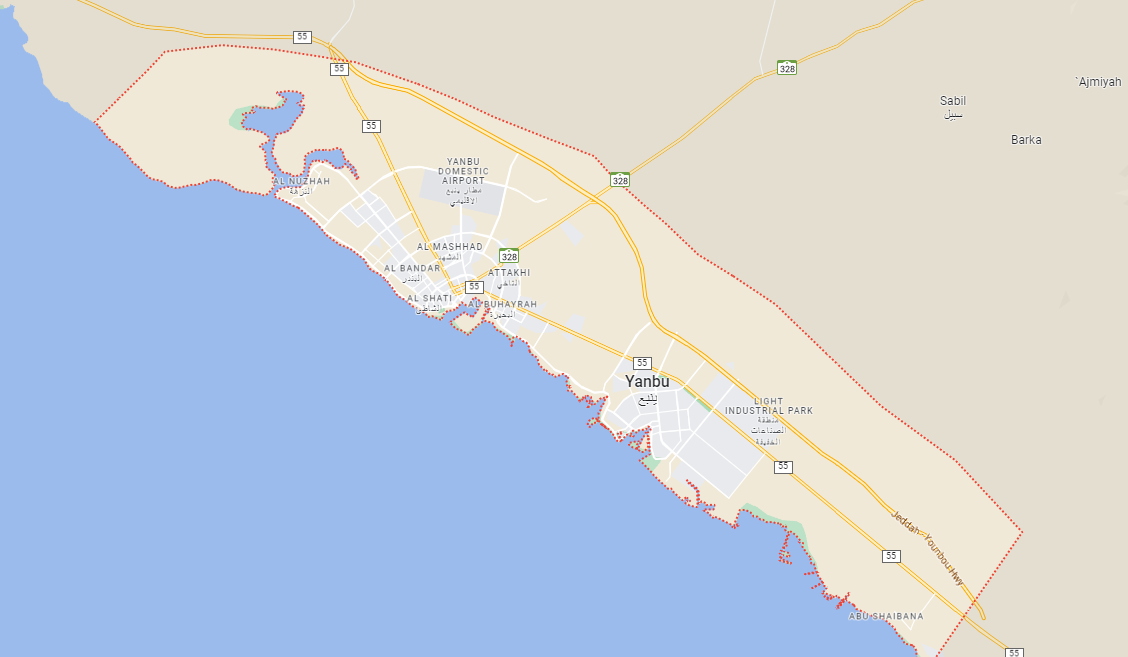 55
55
328
`Ajmiyah
Sabil
سبيل
55
Barka
YANBU
DOMESTIC
AIRPORT
مطار ينبع
الاقليمي
AL NUZHAH
النزهة
328
AL MASHHAD
المشهد
328
AL BANDAR
البندر
ATTAKHI
التاخي
55
AL SHATI
الشاطئ
AL BUHAYRAH
البحيرة
55
Yanbu
ينبع
LIGHT
INDUSTRIAL PARK
منطقة
الصناعات
الخفيفة
55
Jeddah - Younbou Hwy
55
ABU SHAIBANA
55